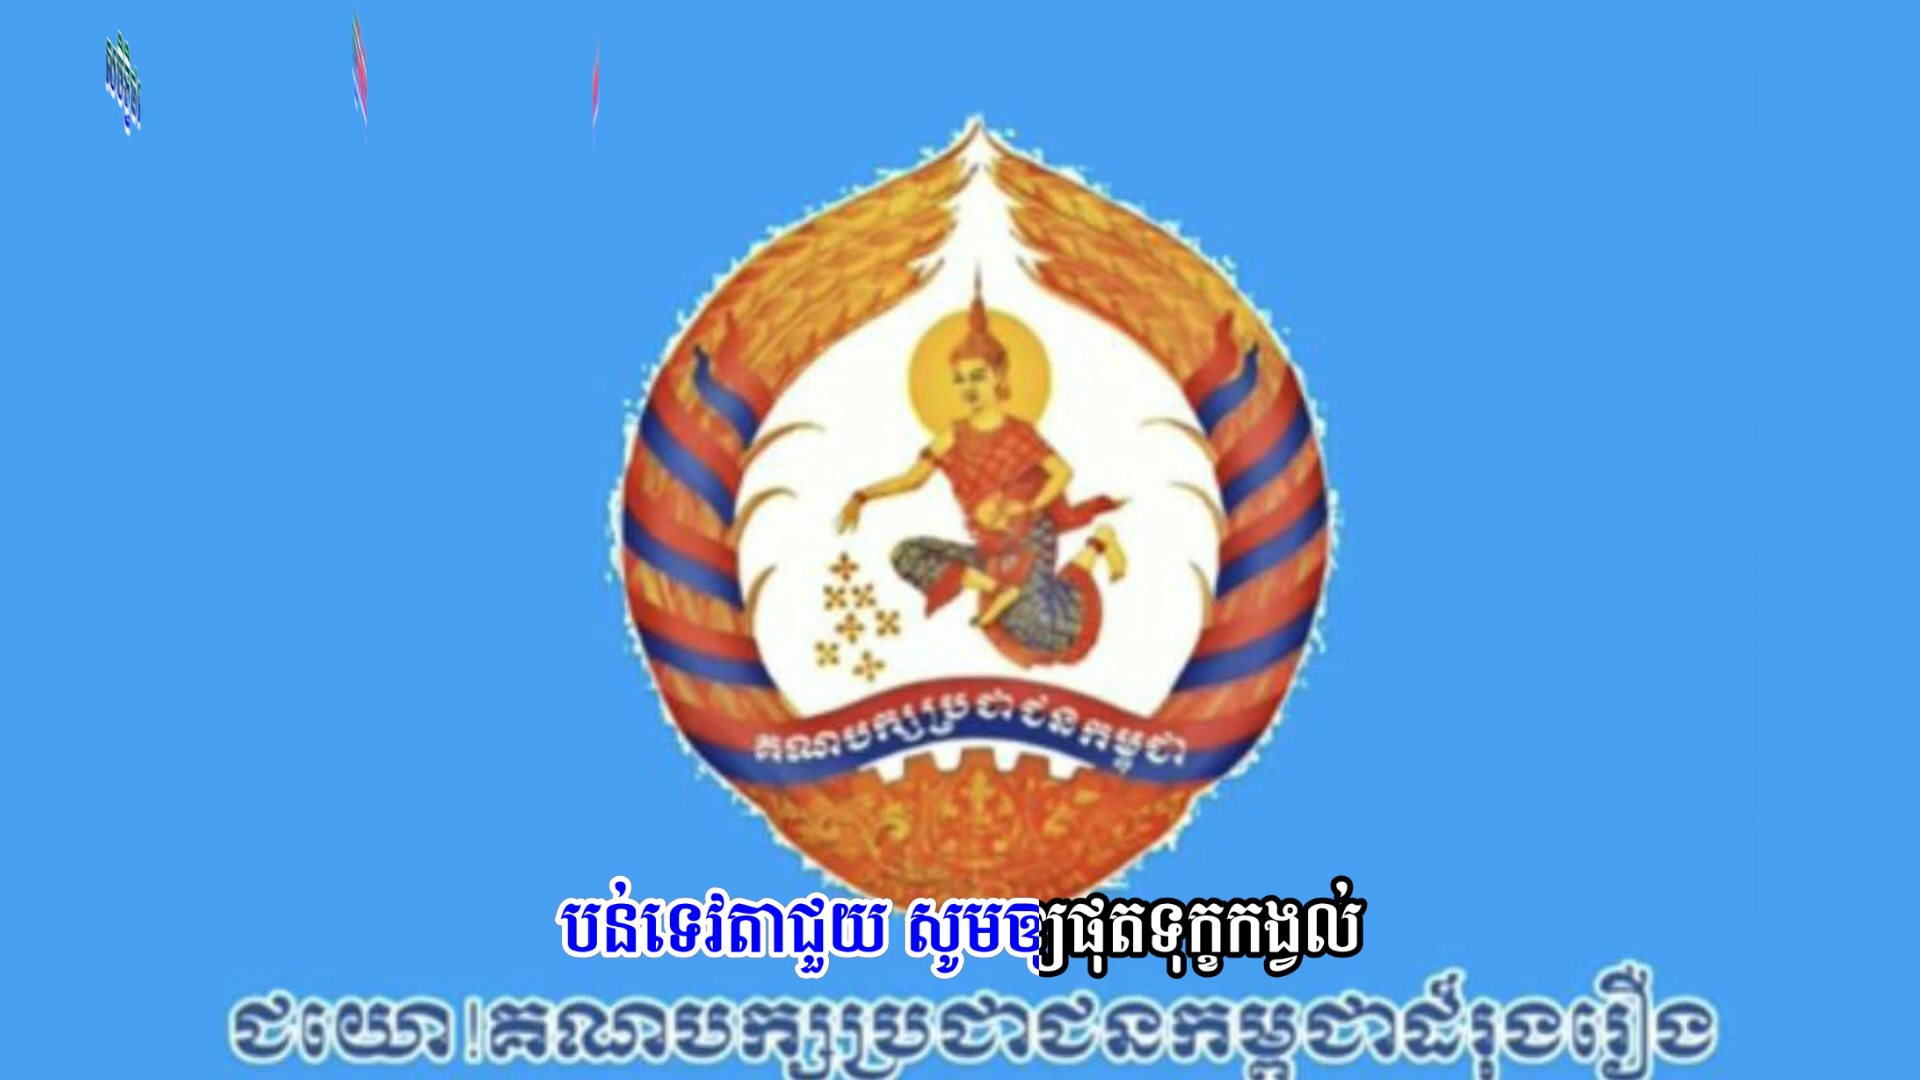 គណបក្សប្រជាជនកម្ពុជា
បន់ទេវតាជួយ សូមឲ្យផុតទុក្ខកង្វល់
ជយោ!គណបក្សប្រជាជនកម្ពុជាដ៏រុងរឿង